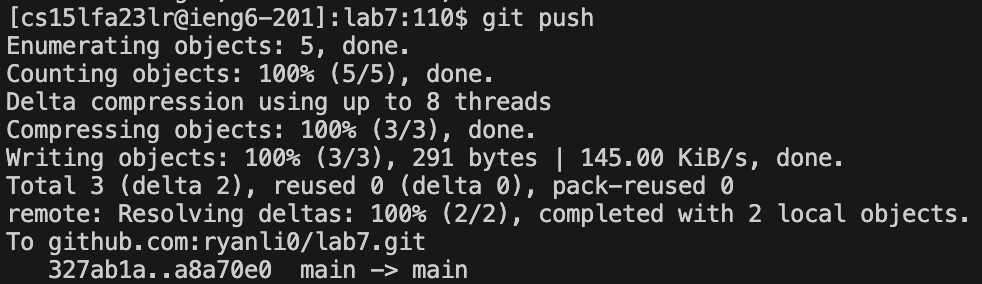 [cs15lfa23lr@ieng6-201]:lab7:110$ git push
Enumerating objects: 5, done.
Counting objects: 100% (5/5), done.
Delta compression using up to 8 threads
Compressing objects: 100% (3/3), done.
Writing objects: 100% (3/3), 291 bytes | 145.00 KiB/s, done.
Total 3 (delta 2), reused 0 (delta 0), pack-reused 0
remote: Resolving deltas: 100% (2/2), completed with 2 local objects.
To github.com:ryanli0/lab7.git
   327ab1a..a8a70e0  main -> main